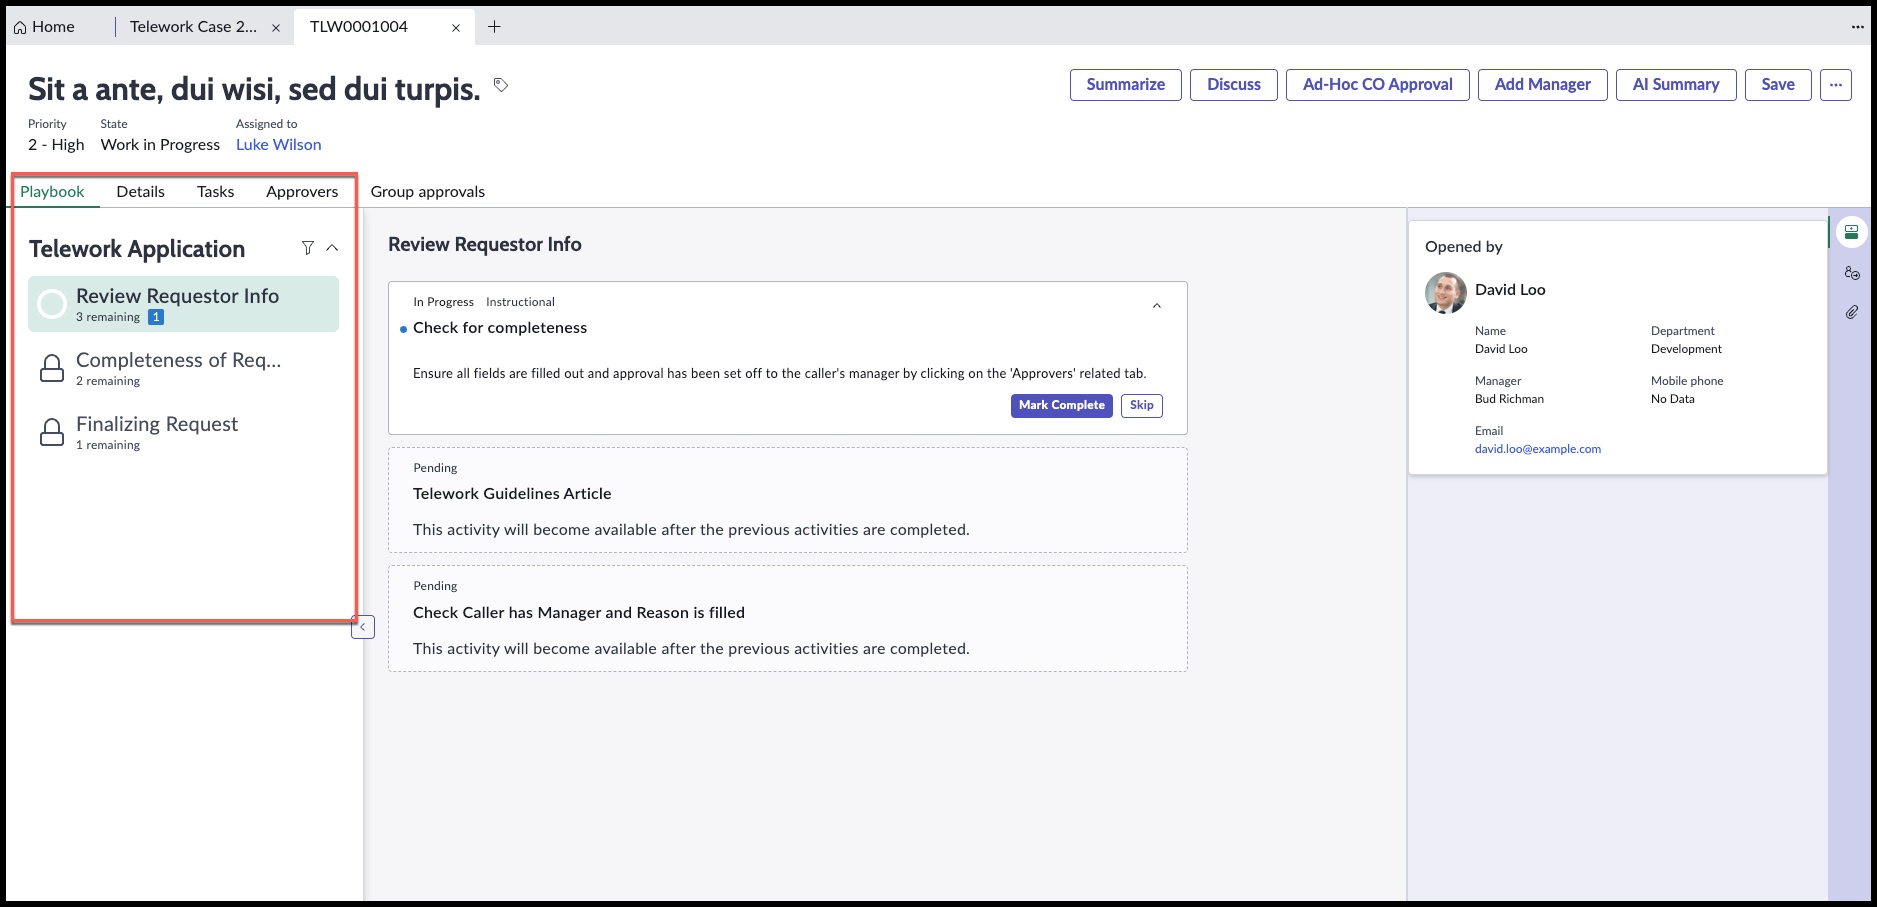 Home
Telework Case 2...
TLW0001004
Sit a ante, dui wisi, sed dui turpis.
Summarize
Discuss
Ad-Hoc CO Approval
Add Manager
AI Summary
Save
Priority State Assigned to
2 - High Work in Progress Luke Wilson
Playbook Details Tasks Approvers Group approvals
Telework Application
Review Requestor Info
3 remaining 1
Completeness of Req...
2 remaining
Finalizing Request
1 remaining
Review Requestor Info
In Progress Instructional
Check for completeness
Ensure all fields are filled out and approval has been set off to the caller's manager by clicking on the 'Approvers' related tab.
Mark Complete Skip
Pending
Telework Guidelines Article
This activity will become available after the previous activities are completed.
Pending
Check Caller has Manager and Reason is filled
This activity will become available after the previous activities are completed.
Opened by
David Loo
Name Department
David Loo Development
Manager Mobile phone
Bud Richman No Data
Email
david.loo@example.com